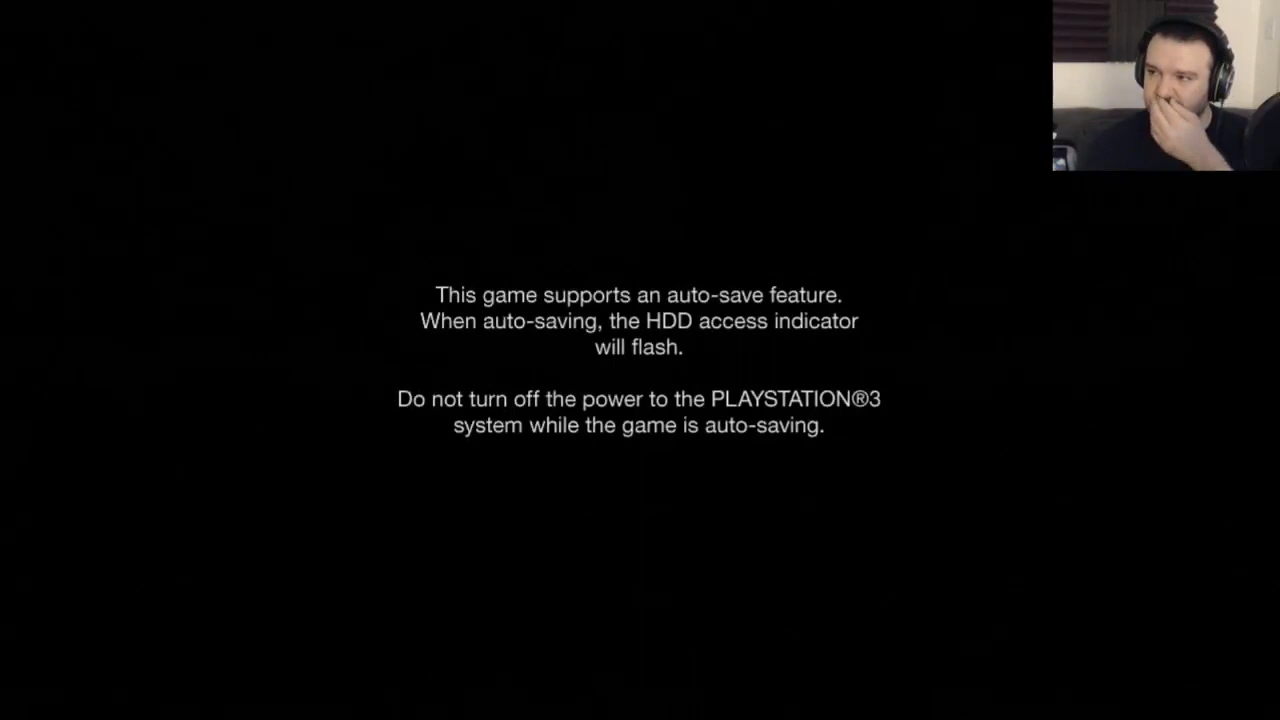 This game supports an auto-save feature.
When auto-saving, the HDD access indicator
will flash.
Do not turn off the power to the PLAYSTATION®3
system while the game is auto-saving.